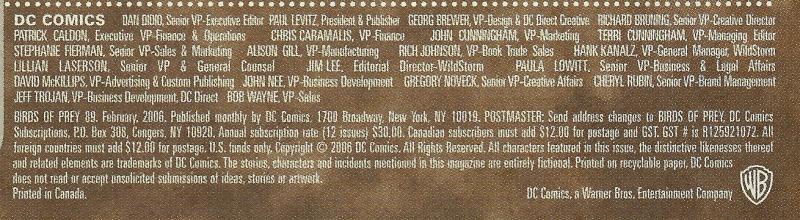 DC COMICS DAN DIDIO, Senior VP-Executive Editor PAUL LEVITZ, President & Publisher GEORG BREWER, VP-Design & DC Direct Creative RICHARD BRUNING, Senior VP-Creative Director
PATRICK CALDON, Executive VP-Finance & Operations CHRIS CARAMALIS, VP-Finance JOHN CUNNINGHAM, VP-Marketing TERRI CUNNINGHAM, VP-Managing Editor
STEPHANIE FIERMAN, Senior VP-Sales & Marketing ALISON GILL, VP-Manufacturing RICH JOHNSON, VP-Book Trade Sales HANK KANALZ, VP-General Manager, WildStorm
LILLIAN LASERSON, Senior VP & General Counsel JIM LEE, Editorial Director-WildStorm PAULA LOWITT, Senior VP-Business & Legal Affairs
DAVID McKILLIPS, VP-Advertising & Custom Publishing JOHN NEE, VP-Business Development GREGORY NOVECK, Senior VP-Creative Affairs CHERYL RUBIN, Senior VP-Brand Management
JEFF TROJAN, VP-Business Development, DC Direct BOB WAYNE, VP-Sales
BIRDS OF PREY 89. February, 2006. Published monthly by DC Comics, 1700 Broadway, New York, NY 10019. POSTMASTER: Send address changes to BIRDS OF PREY, DC Comics
Subscriptions, P.O. Box 308, Congers, NY 10920. Annual subscription rate (12 issues) $30.00. Canadian subscribers must add $12.00 for postage and GST. GST # is R125921072. All
foreign countries must add $12.00 for postage. U.S. funds only. Copyright © 2006 DC Comics. All Rights Reserved. All characters featured in this issue, the distinctive likenesses thereof
and related elements are trademarks of DC Comics. The stories, characters and incidents mentioned in this magazine are entirely fictional. Printed on recyclable paper. DC Comics
does not read or accept unsolicited submissions of ideas, stories or artwork.
Printed in Canada. DC Comics, a Warner Bros. Entertainment Company WB